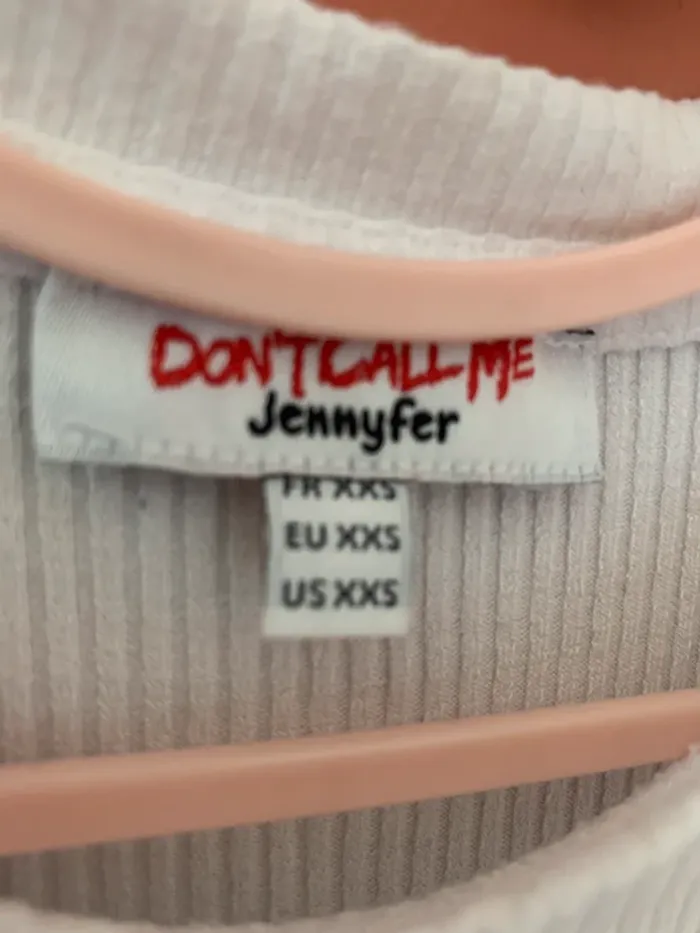 DON'T CALL ME
Jennyfer
FR XXS
EU XXS
US XXS